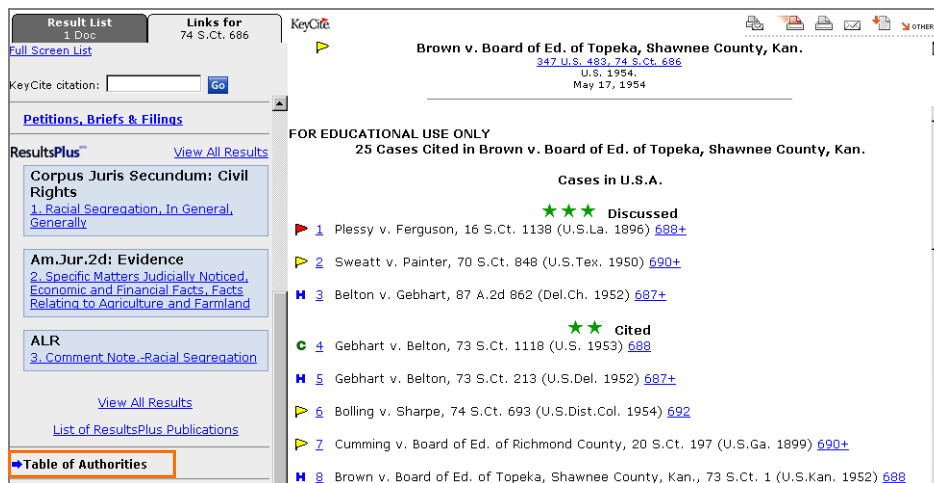 Result List
1 Doc
Links for
74 S.Ct. 686
Full Screen List
KeyCite citation:
Go
Petitions, Briefs & Filings
ResultsPlus™
View All Results
Corpus Juris Secundum: Civil
Rights
1. Racial Segregation, In General,
Generally
Am.Jur.2d: Evidence
2. Specific Matters Judicially Noticed,
Economic and Financial Facts, Facts
Relating to Agriculture and Farmland
ALR
3. Comment Note.-Racial Segregation
View All Results
List of ResultsPlus Publications
Table of Authorities
KeyCite
OTHER
Brown v. Board of Ed. of Topeka, Shawnee County, Kan.
347 U.S. 483, 74 S.Ct. 686
U.S. 1954.
May 17, 1954
FOR EDUCATIONAL USE ONLY
25 Cases Cited in Brown v. Board of Ed. of Topeka, Shawnee County, Kan.
Cases in U.S.A.
★ ★ ★ Discussed
1 Plessy v. Ferguson, 16 S.Ct. 1138 (U.S.La. 1896) 688+
2 Sweatt v. Painter, 70 S.Ct. 848 (U.S.Tex. 1950) 690+
H 3 Belton v. Gebhart, 87 A.2d 862 (Del.Ch. 1952) 687+
★ ★ Cited
C 4 Gebhart v. Belton, 73 S.Ct. 1118 (U.S. 1953) 688
H 5 Gebhart v. Belton, 73 S.Ct. 213 (U.S.Del. 1952) 687+
6 Bolling v. Sharpe, 74 S.Ct. 693 (U.S.Dist.Col. 1954) 692
7 Cumming v. Board of Ed. of Richmond County, 20 S.Ct. 197 (U.S.Ga. 1899) 690+
H 8 Brown v. Board of Ed. of Topeka, Shawnee County, Kan., 73 S.Ct. 1 (U.S.Kan. 1952) 688